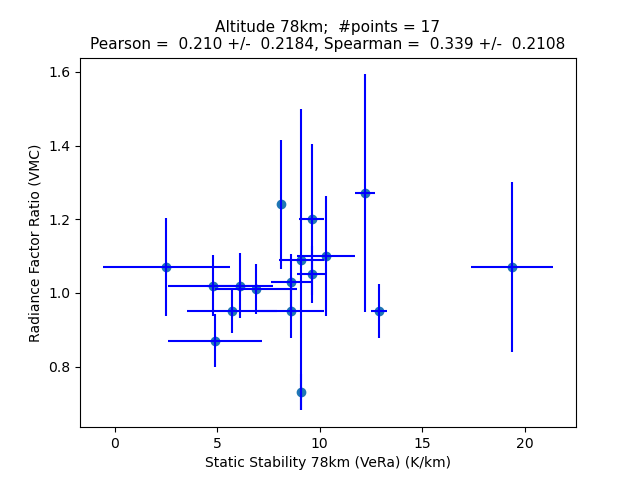 Altitude 78km;  #points = 17
Pearson =  0.210 +/-  0.2184, Spearman =  0.339 +/-  0.2108
1.6
1.4
1.2
1.0
0.8
Radiance Factor Ratio (VMC)
0
5
10
15
20
Static Stability 78km (VeRa) (K/km)